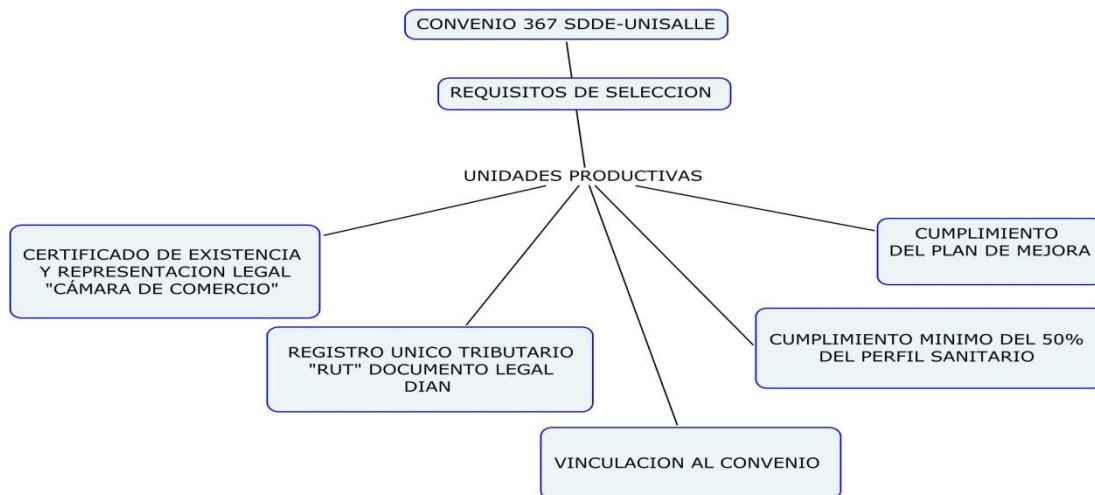 CONVENIO 367 SDDE-UNISALLE
REQUISITOS DE SELECCION
UNIDADES PRODUCTIVAS
CERTIFICADO DE EXISTENCIA
Y REPRESENTACION LEGAL
"CÁMARA DE COMERCIO"
REGISTRO UNICO TRIBUTARIO
"RUT" DOCUMENTO LEGAL
DIAN
VINCULACION AL CONVENIO
CUMPLIMIENTO MINIMO DEL 50%
DEL PERFIL SANITARIO
CUMPLIMIENTO
DEL PLAN DE MEJORA